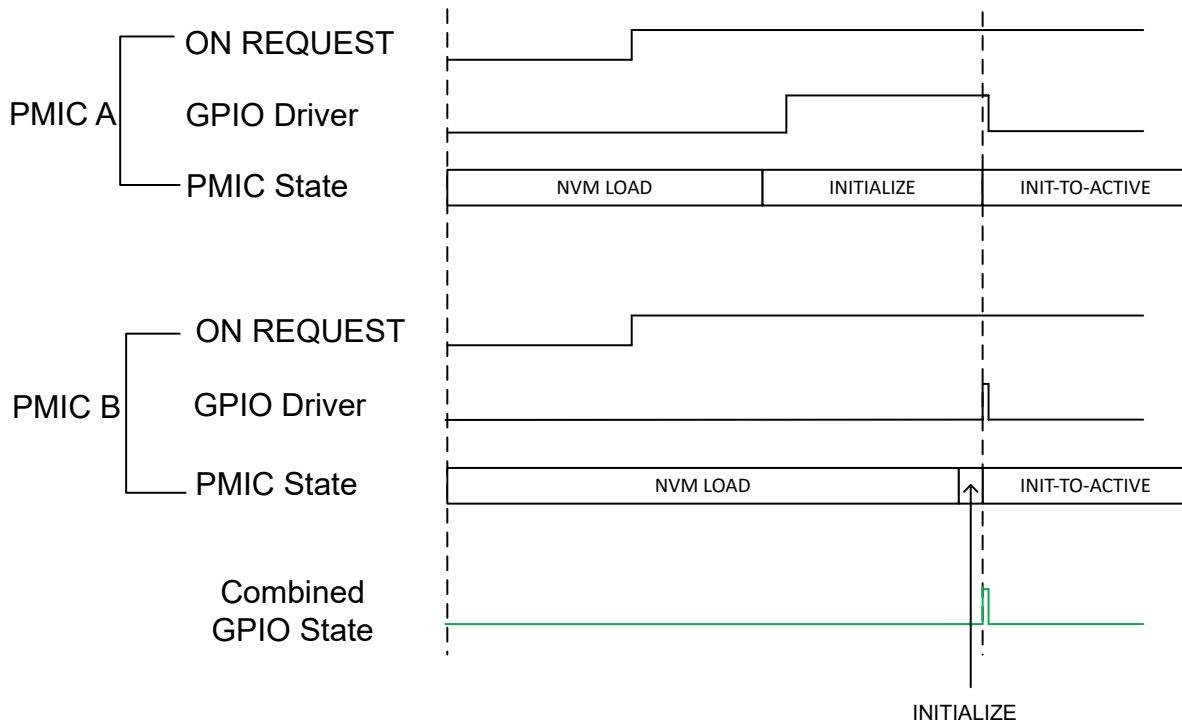 ON REQUEST
PMIC A
GPIO Driver
PMIC State
NVM LOAD
INITIALIZE
INIT-TO-ACTIVE
ON REQUEST
PMIC B
GPIO Driver
PMIC State
NVM LOAD
INIT-TO-ACTIVE
Combined
GPIO State
INITIALIZE